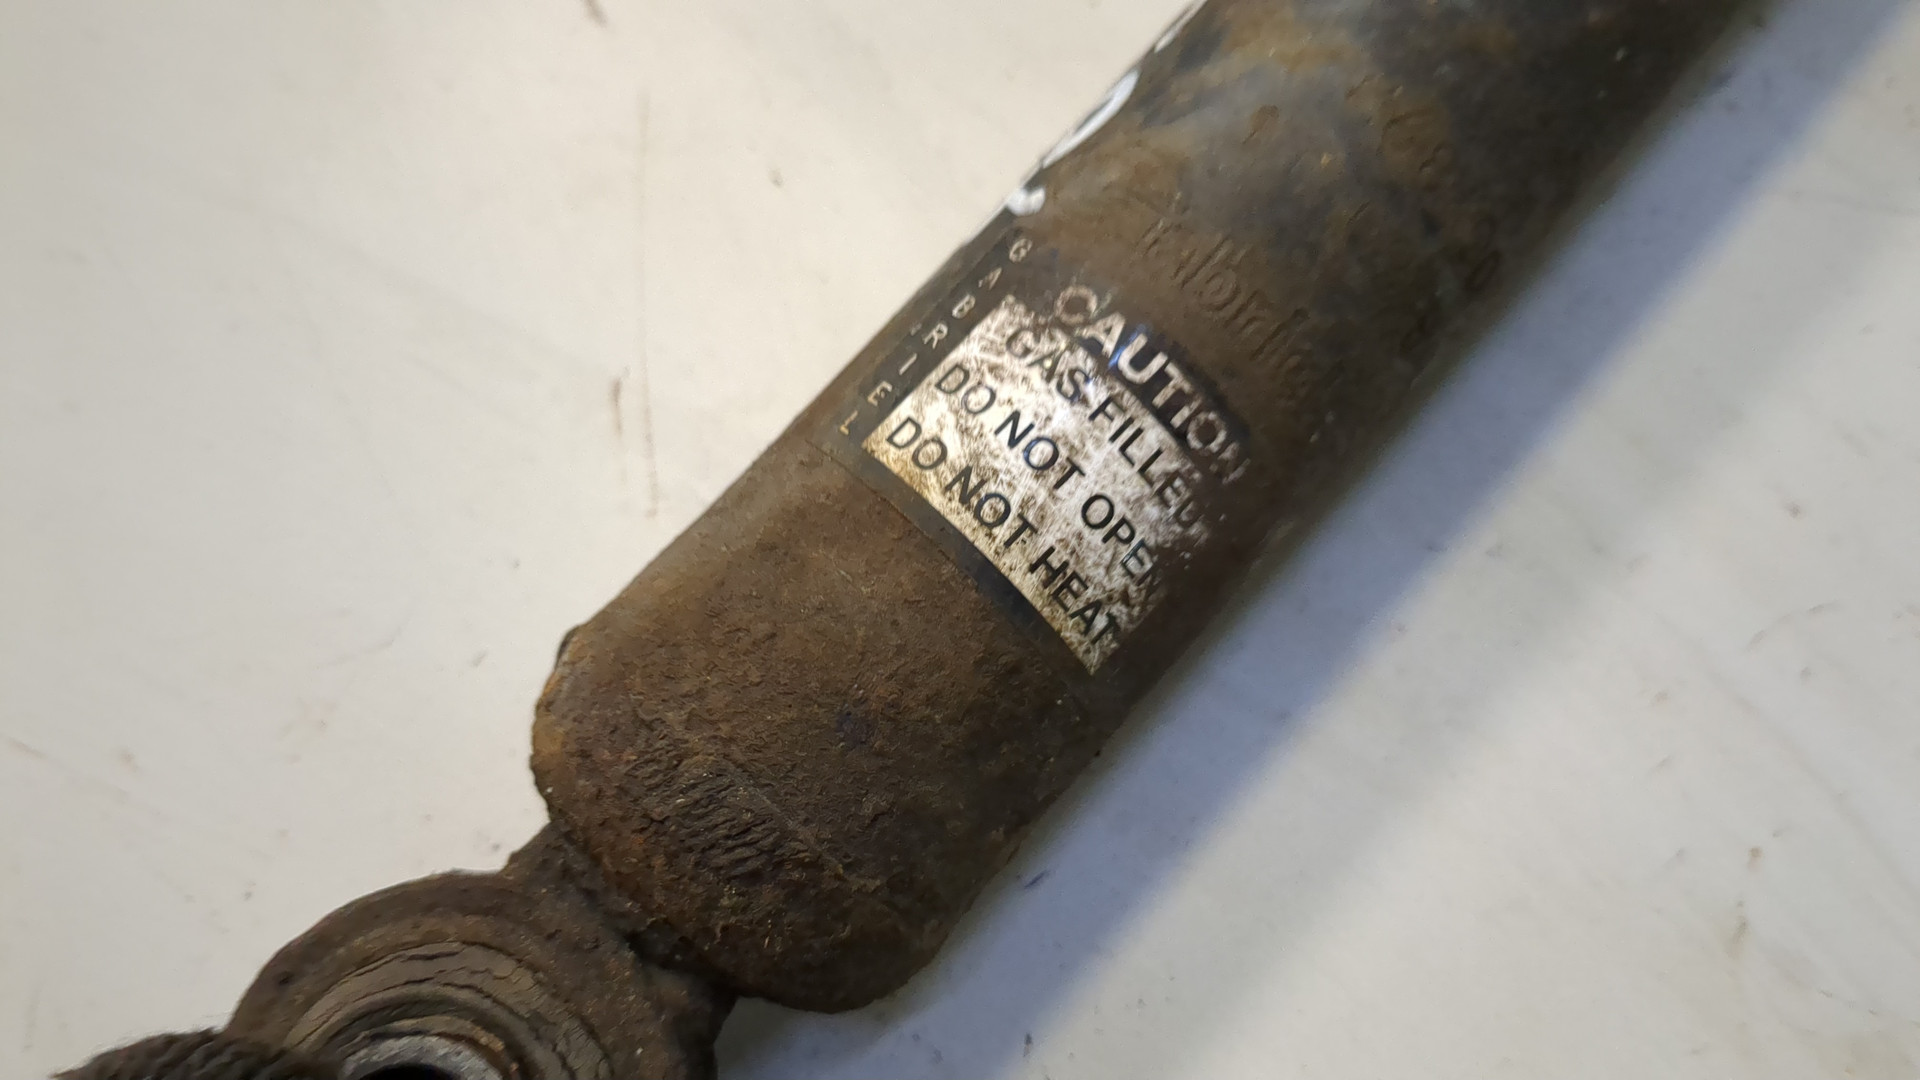 GABRIEL
CAUTION
GAS FILLED
DO NOT OPEN
DO NOT HEAT